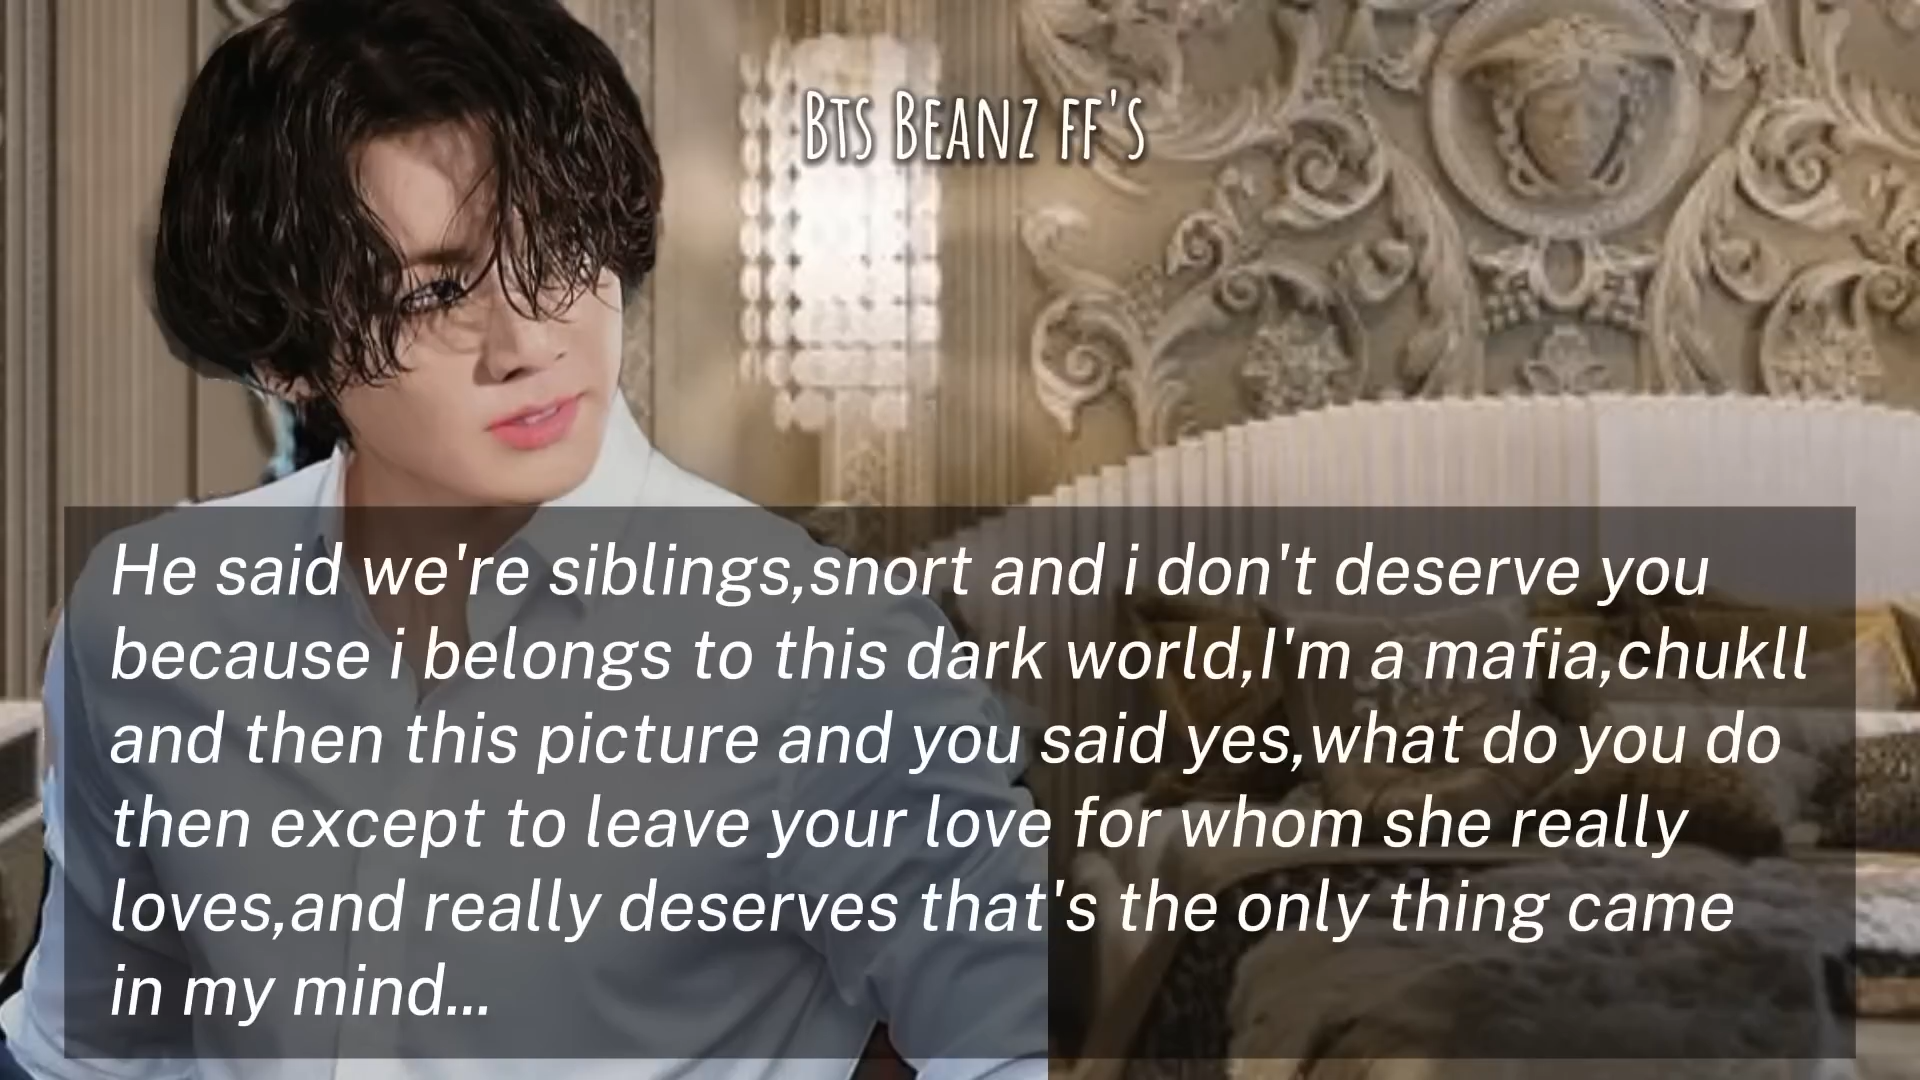 Bts Beanz ff's
He said we're siblings,snort and i don't deserve you
because i belongs to this dark world,I'm a mafia,chukll
and then this picture and you said yes,what do you do
then except to leave your love for whom she really
loves,and really deserves that's the only thing came
in my mind...